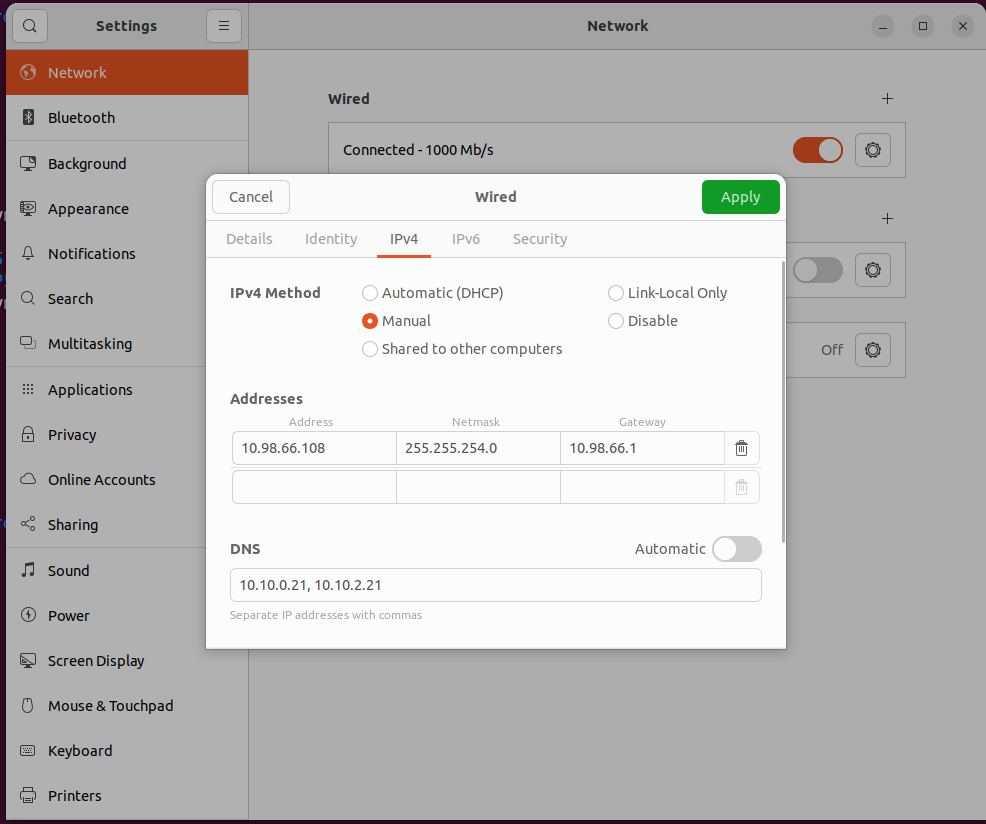 Settings
Network
Network
Bluetooth
Background
Appearance
Notifications
Search
Multitasking
Applications
Privacy
Online Accounts
Sharing
Sound
Power
Screen Display
Mouse & Touchpad
Keyboard
Printers
Wired
Connected - 1000 Mb/s
Off
Cancel
Wired
Apply
Details Identity IPv4 IPv6 Security
IPv4 Method
Automatic (DHCP)
Link-Local Only
Manual
Disable
Shared to other computers
Addresses
Address Netmask Gateway
10.98.66.108 255.255.254.0 10.98.66.1
DNS
Automatic
10.10.0.21, 10.10.2.21
Separate IP addresses with commas